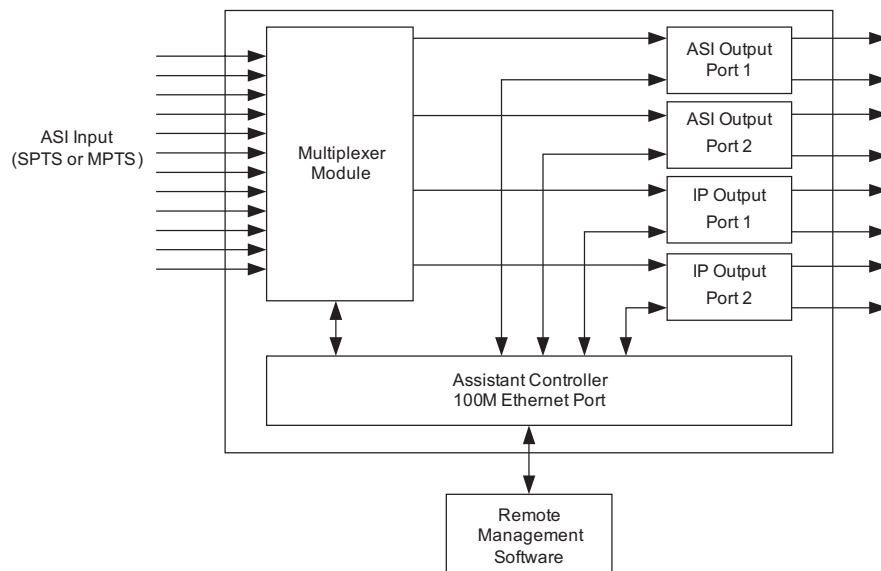 ASI Input
(SPTS or MPTS)
Multiplexer
Module
ASI Output
Port 1
ASI Output
Port 2
IP Output
Port 1
IP Output
Port 2
Assistant Controller
100M Ethernet Port
Remote
Management
Software